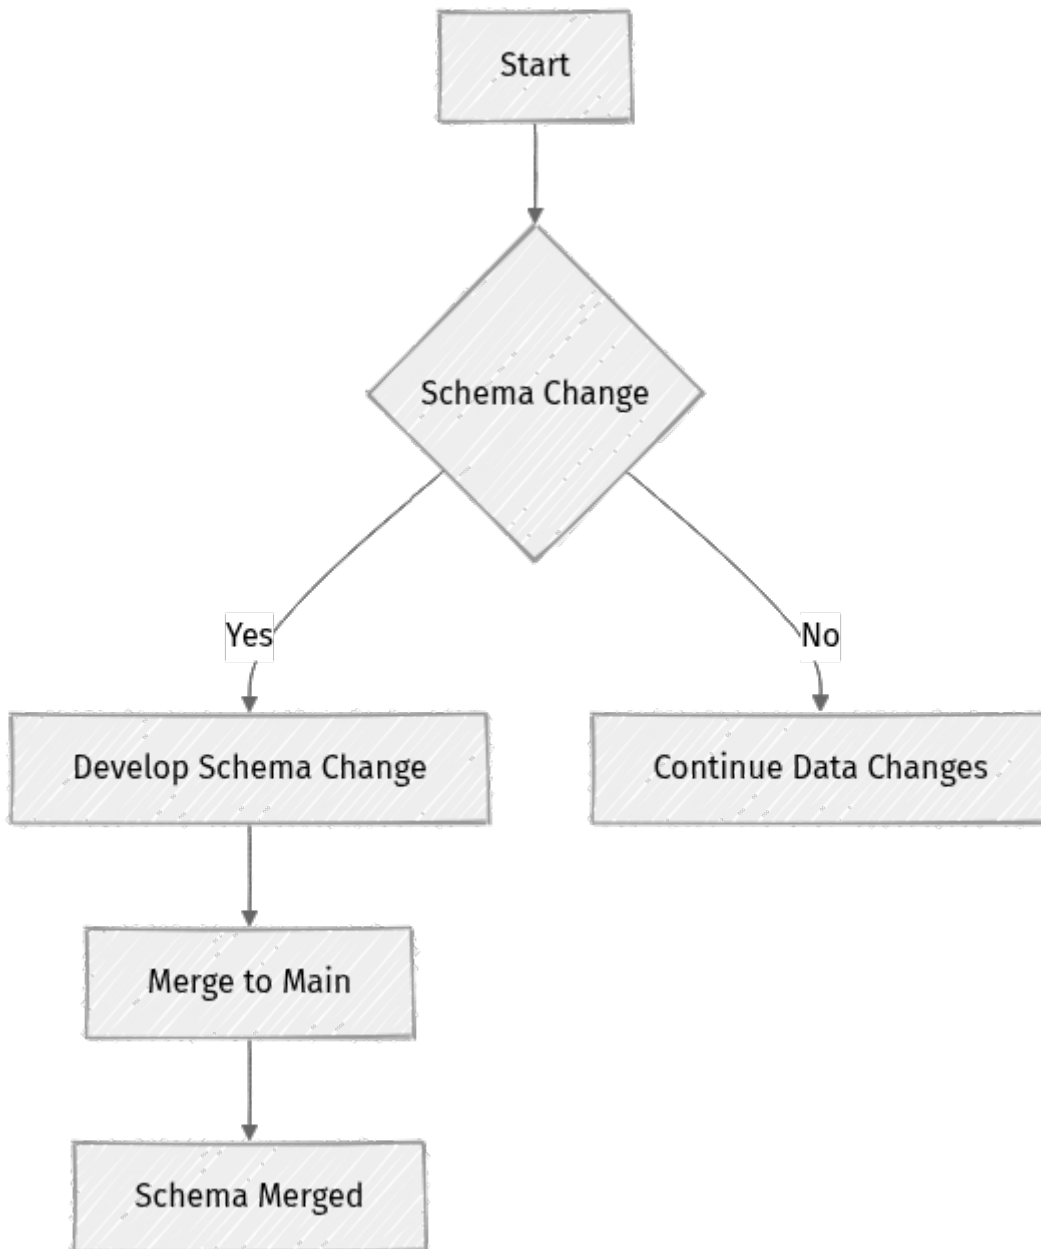 Start
Schema Change
Yes
No
Develop Schema Change
Continue Data Changes
Merge to Main
Schema Merged